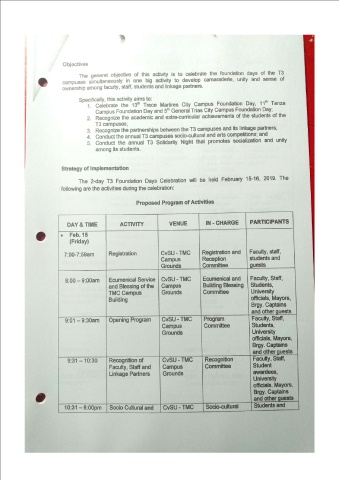 Objectives
The general objective of this activity is to celebrate the foundation days of the T3
campuses simultaneously in one big activity to develop camaraderie, unity and sense of
ownership among faculty, staff, students and linkage partners.
Specifically, this activity aims to:
1. Celebrate the 13th Trece Martires City Campus Foundation Day, 11th Tanza
Campus Foundation Day and 5th General Trias City Campus Foundation Day;
2. Recognize the academic and extra-curricular achievements of the students of the
T3 campuses;
3. Recognize the partnerships between the T3 campuses and its linkage partners;
4. Conduct the annual T3 campuses socio-cultural and arts competitions; and
5. Conduct the annual T3 Solidarity Night that promotes socialization and unity
among its students.
Strategy of Implementation
The 2-day T3 Foundation Days Celebration will be held February 15-16, 2019. The
following are the activities during the celebration:
Proposed Program of Activities
DAY & TIME ACTIVITY VENUE IN - CHARGE PARTICIPANTS
• Feb. 15
(Friday)
7:00-7:59am Registration CvSU - TMC Registration and Faculty, staff,
Campus Reception students and
Grounds Committee guests
8:00 – 9:00am Ecumenical Service CvSU - TMC Ecumenical and Faculty, Staff,
and Blessing of the Campus Building Blessing Students,
TMC Campus Grounds Committee University
Building officials, Mayors,
Brgy. Captains
and other guests
9:01 – 9:30am Opening Program CvSU - TMC Program Faculty, Staff,
Campus Committee Students,
Grounds University
officials, Mayors,
Brgy. Captains
and other guests
9:31 – 10:30 Recognition of CvSU - TMC Recognition Faculty, Staff,
Faculty, Staff and Campus Committee Student
Linkage Partners Grounds awardees,
University
officials, Mayors,
Brgy. Captains
and other guests
10:31 – 6:00pm Socio Cultural and CvSU - TMC Socio-cultural Students and